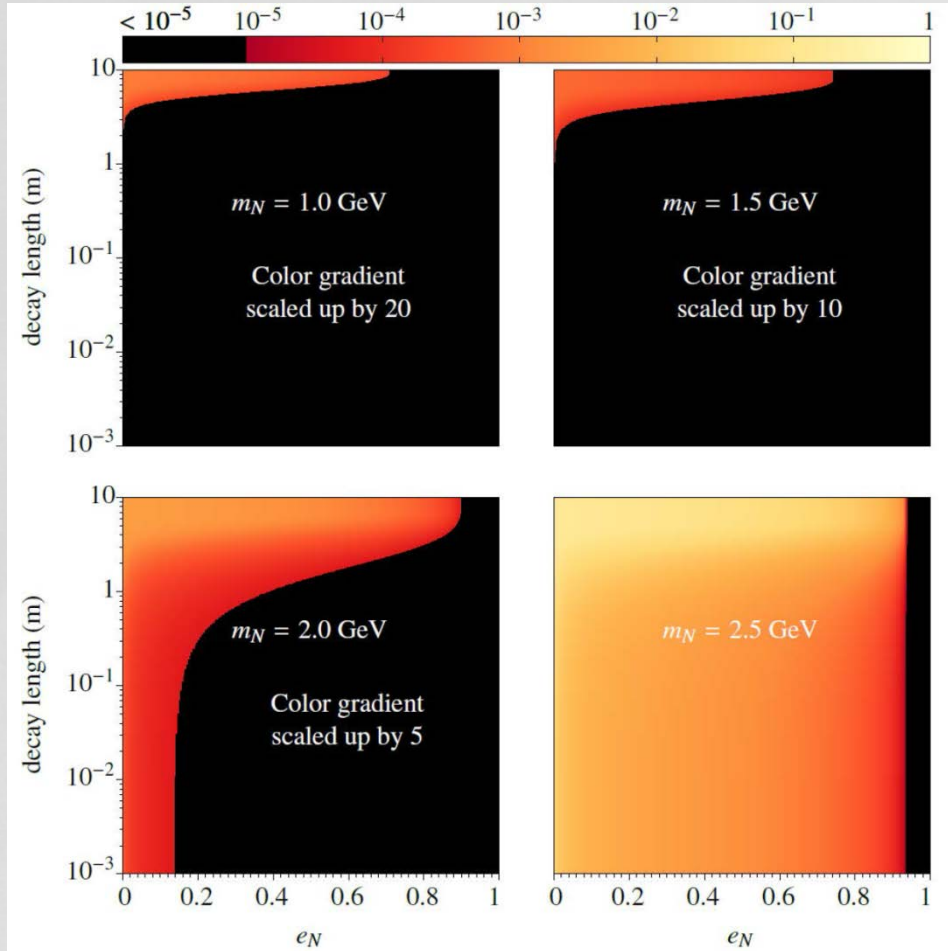 < 10⁻⁵ 10⁻⁵ 10⁻⁴ 10⁻³ 10⁻² 10⁻¹ 1
decay length (m)
10
1
10⁻¹
10⁻²
10⁻³
m_N = 1.0 GeV
Color gradient
scaled up by 20
m_N = 1.5 GeV
Color gradient
scaled up by 10
decay length (m)
10
1
10⁻¹
10⁻²
10⁻³
m_N = 2.0 GeV
Color gradient
scaled up by 5
m_N = 2.5 GeV
0 0.2 0.4 0.6 0.8 1
0 0.2 0.4 0.6 0.8 1
e_N
e_N